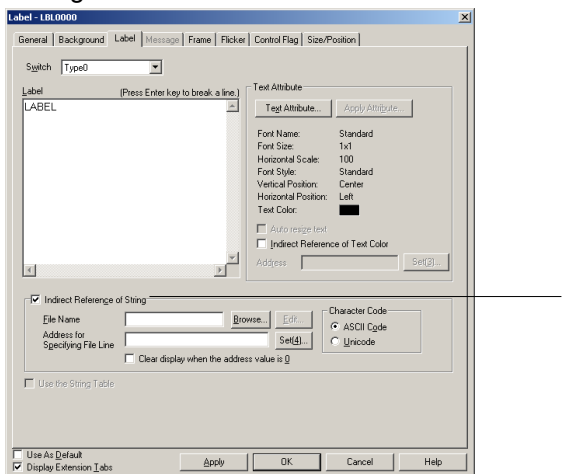 Label - LBL0000
General Background Label Message Frame Flicker Control Flag Size/Position
Switch Type0
Label (Press Enter key to break a line.)
LABEL
Text Attribute
Text Attribute... Apply Attribute...
Font Name: Standard
Font Size: 1x1
Horizontal Scale: 100
Font Style: Standard
Vertical Position: Center
Horizontal Position: Left
Text Color:
Auto resize text
Indirect Reference of Text Color
Address Set(3)...
Indirect Reference of String
File Name Browse... Edit...
Address for
Specifying File Line Set(4)...
Clear display when the address value is 0
Character Code
ASCII Code
Unicode
Use the String Table
Use As Default
Display Extension Tabs
Apply OK Cancel Help